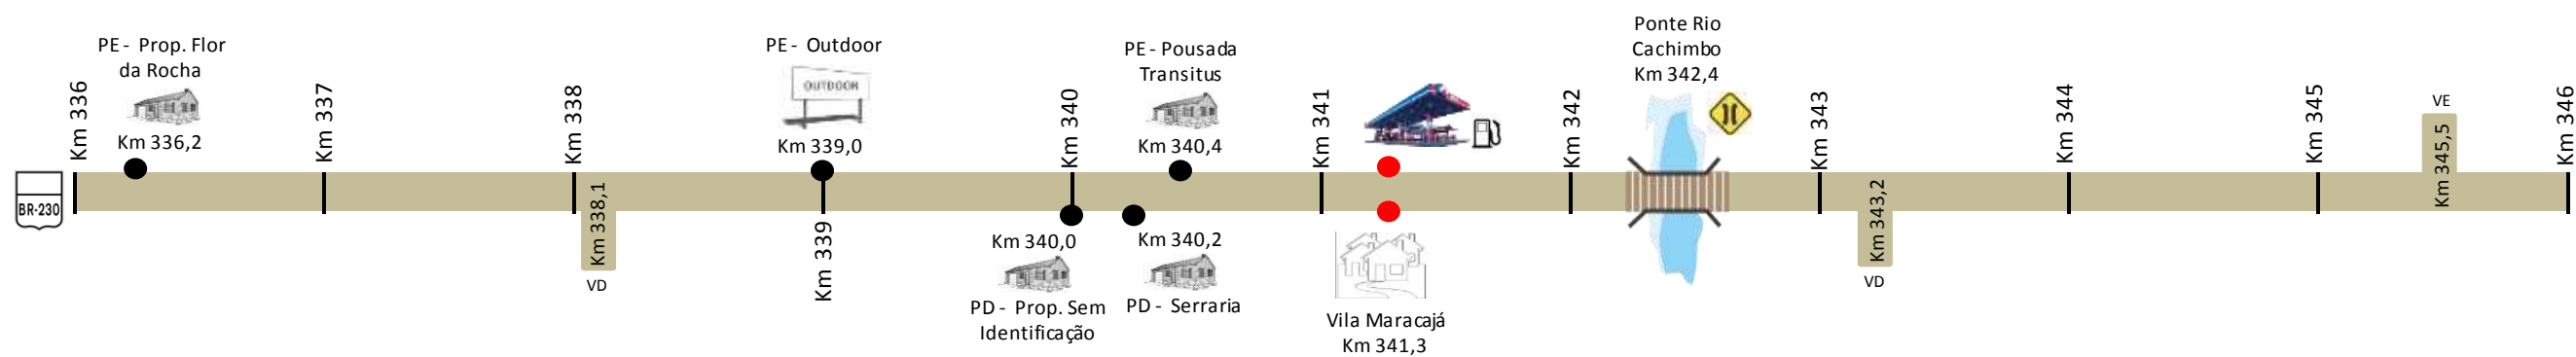 PE - Prop. Flor
da Rocha
Km 336,2
PE - Outdoor
OUTDOOR
Km 339,0
PE - Pousada
Transitus
Km 340,4
Ponte Rio
Cachimbo
Km 342,4
VE
Km 345,5
Km 336
Km 337
Km 338
Km 339
Km 340
Km 341
Km 342
Km 343
Km 344
Km 345
Km 346
BR-230
Km 338,1
VD
Km 340,0
PD - Prop. Sem
Identificação
Km 340,2
PD - Serraria
Vila Maracajá
Km 341,3
Km 343,2
VD